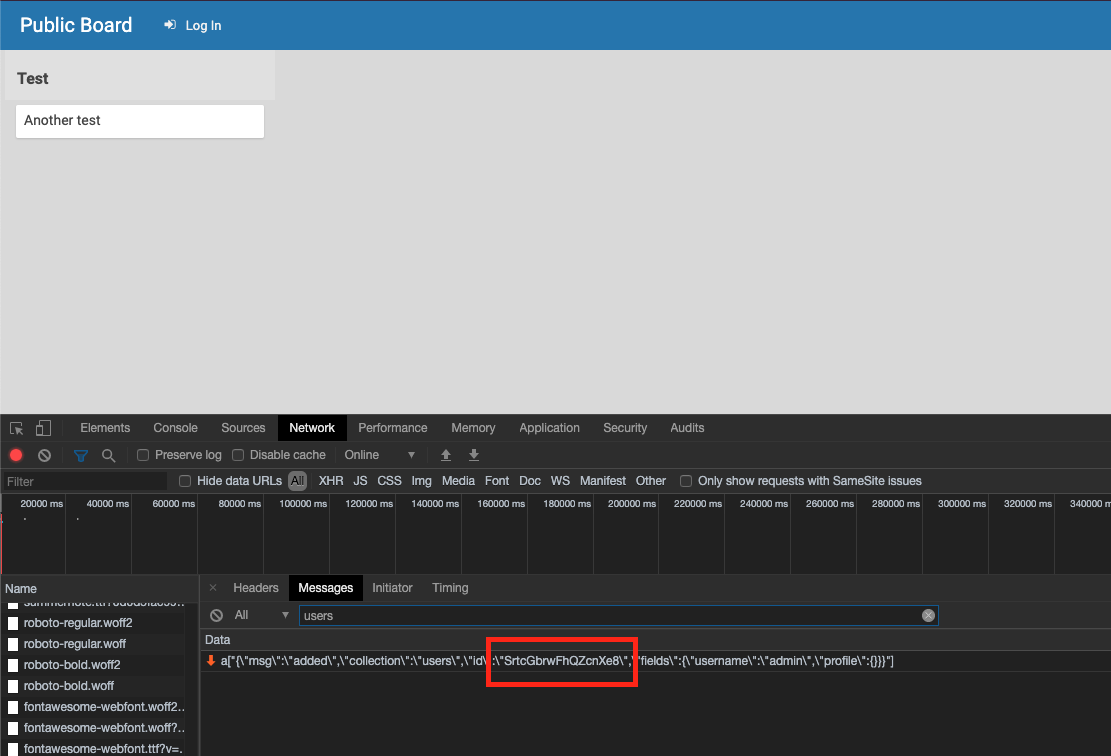 Public Board Log In
Test
Another test
Elements Console Sources Network Performance Memory Application Security Audits
Preserve log Disable cache Online ▼
Filter Hide data URLs All XHR JS CSS Img Media Font Doc WS Manifest Other Only show requests with SameSite issues
20000 ms 40000 ms 60000 ms 80000 ms 100000 ms 120000 ms 140000 ms 160000 ms 180000 ms 200000 ms 220000 ms 240000 ms 260000 ms 280000 ms 300000 ms 320000 ms 340000 m
Name × Headers Messages Initiator Timing
All ▼ users
Data
roboto-regular.woff2
roboto-regular.woff
a["{\"msg\":\"added\",\"collection\":\"users\",\"id\":\"SrtcGbrwFhQZcnXe8\",\"fields\":{\"username\":\"admin\",\"profile\":{}}}"]
roboto-bold.woff2
roboto-bold.woff
fontawesome-webfont.woff2..
fontawesome-webfont.woff?..
fontawesome-webfont.ttf?v=.